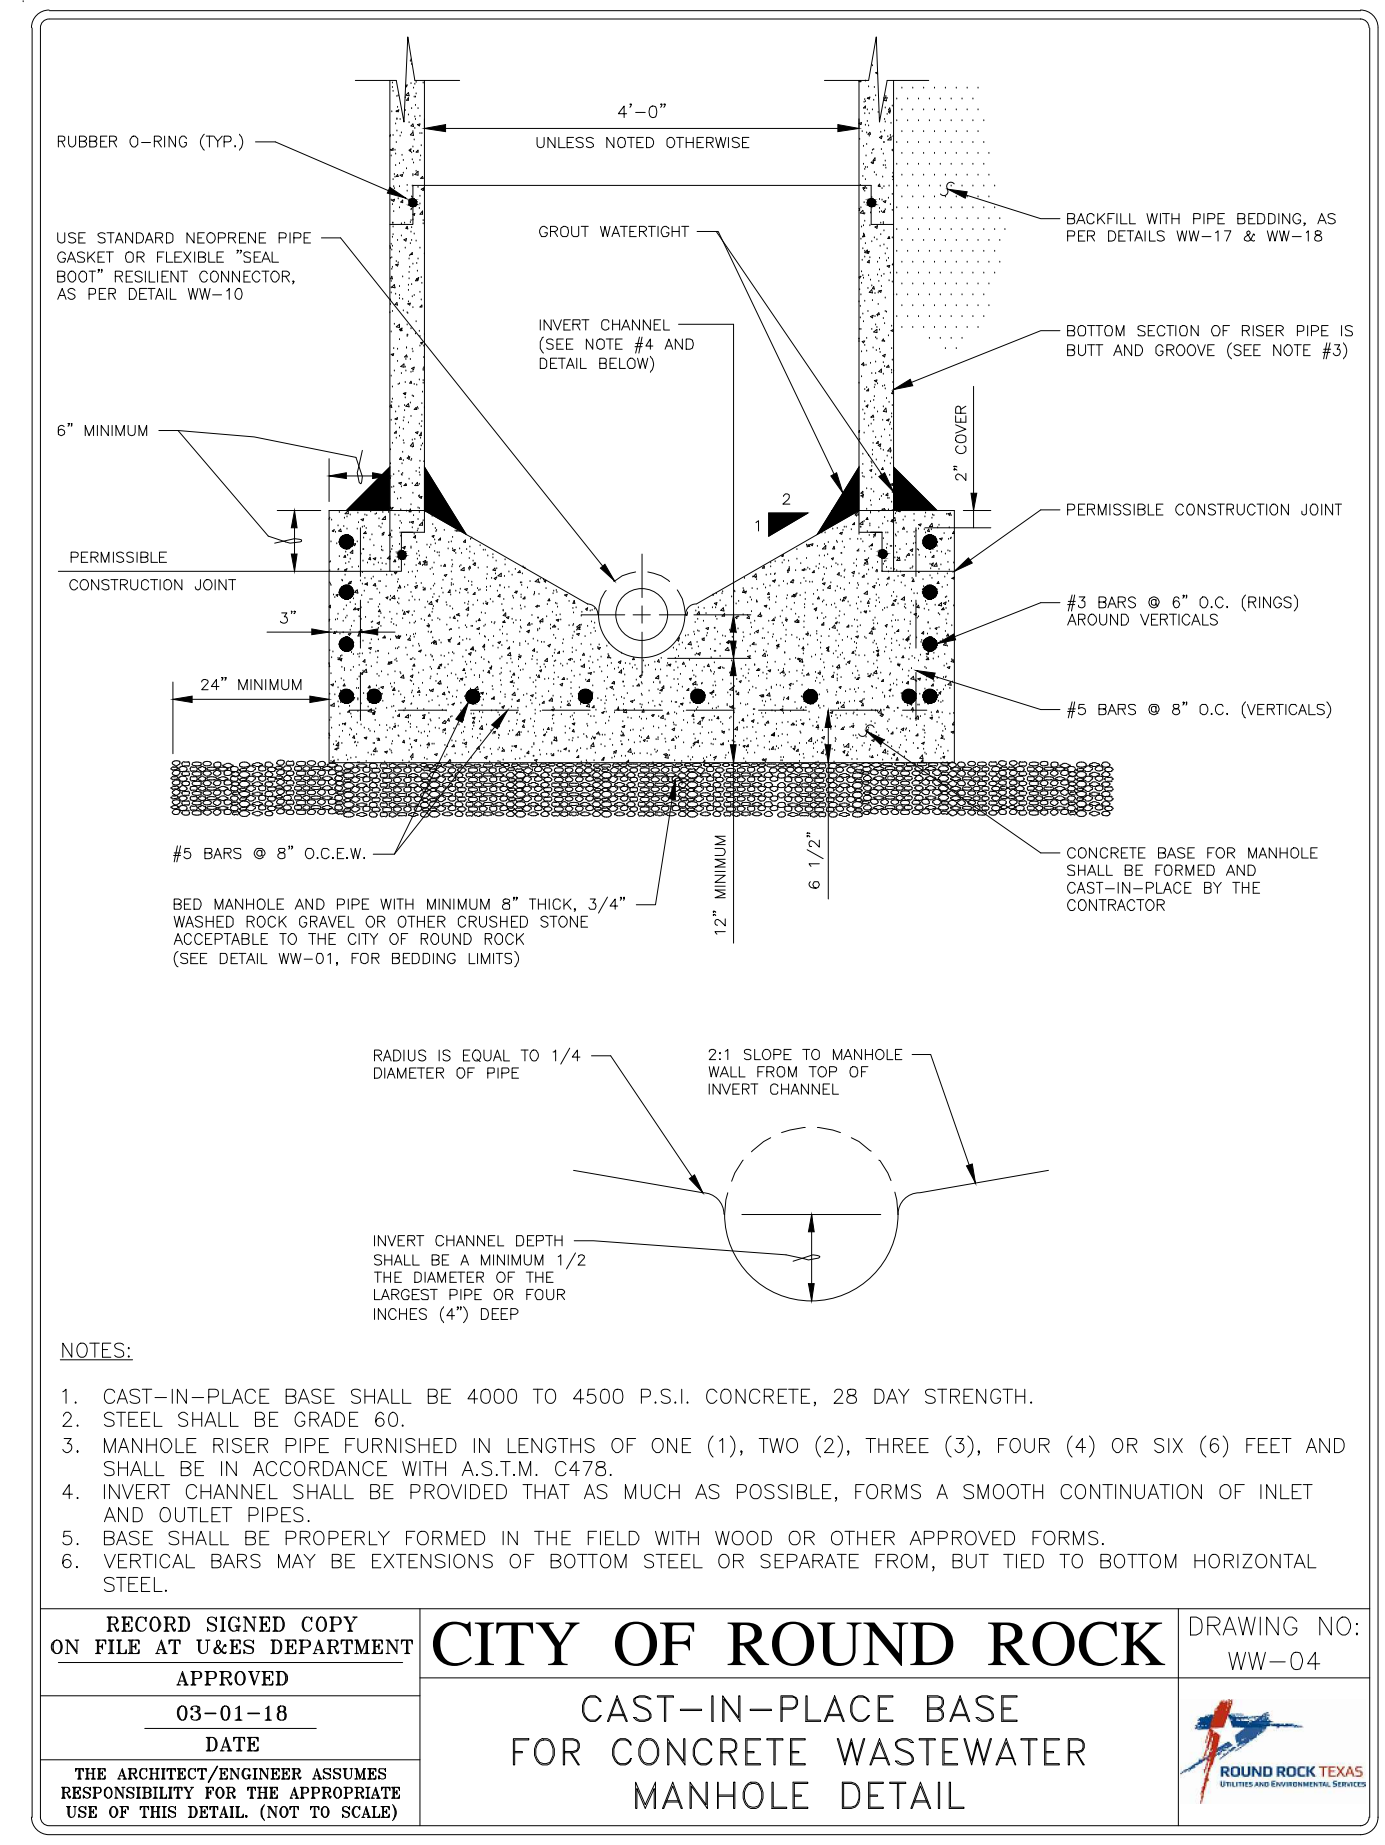 4'-0"
UNLESS NOTED OTHERWISE
RUBBER O-RING (TYP.)
USE STANDARD NEOPRENE PIPE
GASKET OR FLEXIBLE "SEAL
BOOT" RESILIENT CONNECTOR,
AS PER DETAIL WW-10
GROUT WATERTIGHT
BACKFILL WITH PIPE BEDDING, AS
PER DETAILS WW-17 & WW-18
INVERT CHANNEL
(SEE NOTE #4 AND
DETAIL BELOW)
BOTTOM SECTION OF RISER PIPE IS
BUTT AND GROOVE (SEE NOTE #3)
6" MINIMUM
2" COVER
2
1
PERMISSIBLE CONSTRUCTION JOINT
PERMISSIBLE
CONSTRUCTION JOINT
3"
#3 BARS @ 6" O.C. (RINGS)
AROUND VERTICALS
24" MINIMUM
#5 BARS @ 8" O.C. (VERTICALS)
#5 BARS @ 8" O.C.E.W.
12" MINIMUM
6 1/2"
CONCRETE BASE FOR MANHOLE
SHALL BE FORMED AND
CAST-IN-PLACE BY THE
CONTRACTOR
BED MANHOLE AND PIPE WITH MINIMUM 8" THICK, 3/4"
WASHED ROCK GRAVEL OR OTHER CRUSHED STONE
ACCEPTABLE TO THE CITY OF ROUND ROCK
(SEE DETAIL WW-01, FOR BEDDING LIMITS)
RADIUS IS EQUAL TO 1/4
DIAMETER OF PIPE
2:1 SLOPE TO MANHOLE
WALL FROM TOP OF
INVERT CHANNEL
INVERT CHANNEL DEPTH
SHALL BE A MINIMUM 1/2
THE DIAMETER OF THE
LARGEST PIPE OR FOUR
INCHES (4") DEEP
NOTES:
1. CAST-IN-PLACE BASE SHALL BE 4000 TO 4500 P.S.I. CONCRETE, 28 DAY STRENGTH.
2. STEEL SHALL BE GRADE 60.
3. MANHOLE RISER PIPE FURNISHED IN LENGTHS OF ONE (1), TWO (2), THREE (3), FOUR (4) OR SIX (6) FEET AND
SHALL BE IN ACCORDANCE WITH A.S.T.M. C478.
4. INVERT CHANNEL SHALL BE PROVIDED THAT AS MUCH AS POSSIBLE, FORMS A SMOOTH CONTINUATION OF INLET
AND OUTLET PIPES.
5. BASE SHALL BE PROPERLY FORMED IN THE FIELD WITH WOOD OR OTHER APPROVED FORMS.
6. VERTICAL BARS MAY BE EXTENSIONS OF BOTTOM STEEL OR SEPARATE FROM, BUT TIED TO BOTTOM HORIZONTAL
STEEL.
RECORD SIGNED COPY
ON FILE AT U&ES DEPARTMENT
APPROVED
03-01-18
DATE
THE ARCHITECT/ENGINEER ASSUMES
RESPONSIBILITY FOR THE APPROPRIATE
USE OF THIS DETAIL. (NOT TO SCALE)
CITY OF ROUND ROCK
CAST-IN-PLACE BASE
FOR CONCRETE WASTEWATER
MANHOLE DETAIL
DRAWING NO:
WW-04
ROUND ROCK TEXAS
UTILITIES AND ENVIRONMENTAL SERVICES